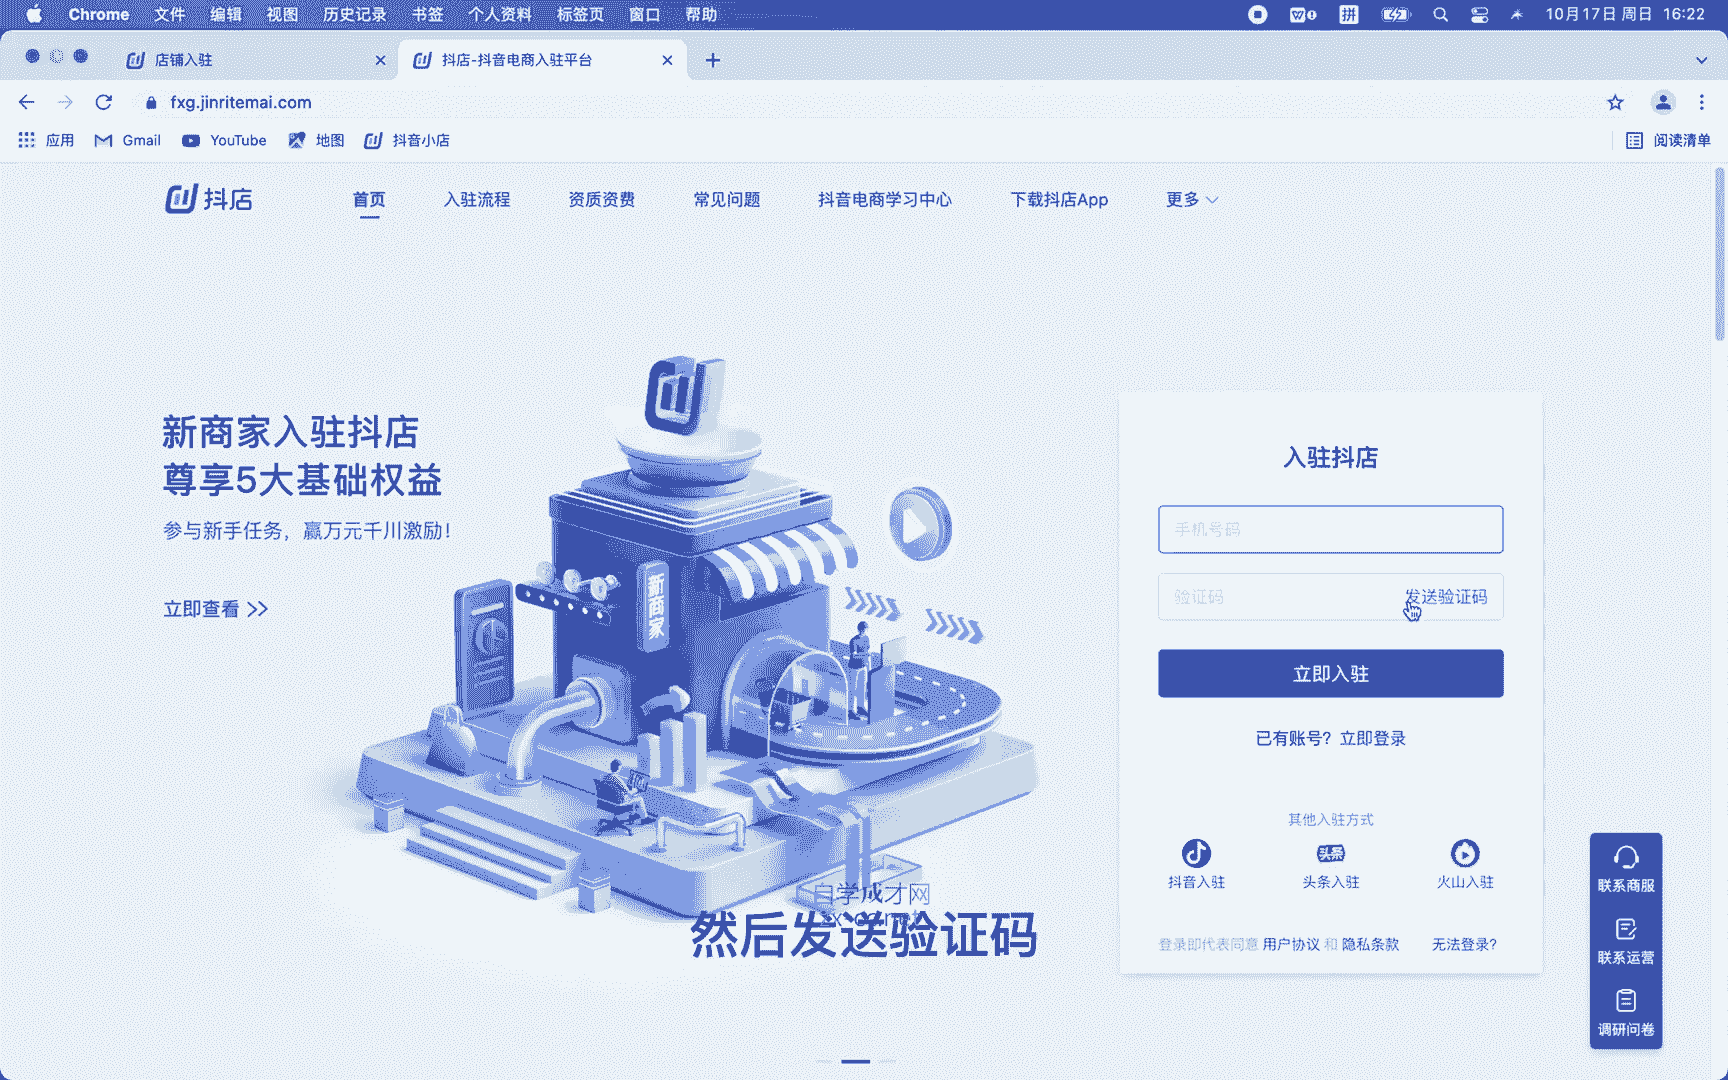 Chrome 文件 编辑 视图 历史记录 书签 个人资料 标签页 窗口 帮助 拼 10月17日 周日 16:22
店铺入驻 抖店-抖音电商入驻平台
fxg.jinritemai.com
应用 Gmail YouTube 地图 抖音小店 阅读清单
抖店 首页 入驻流程 资质资费 常见问题 抖音电商学习中心 下载抖店App 更多
新商家入驻抖店
尊享5大基础权益
参与新手任务，赢万元千川激励！
立即查看
新商家
入驻抖店
手机号码
验证码 发送验证码
立即入驻
已有账号？ 立即登录
其他入驻方式
头条
抖音入驻 头条入驻 火山入驻
登录即代表同意 用户协议 和 隐私条款 无法登录?
联系商服
联系运营
调研问卷
自学成才网
然后发送验证码